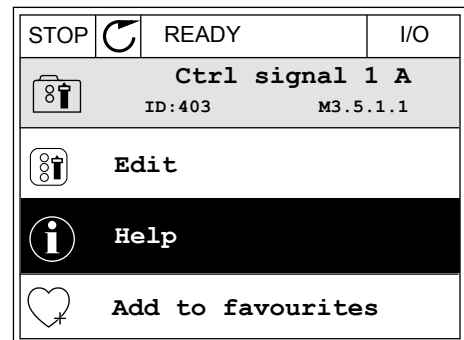 STOP READY I/O
Ctrl signal 1 A
ID:403 M3.5.1.1
Edit
Help
Add to favourites